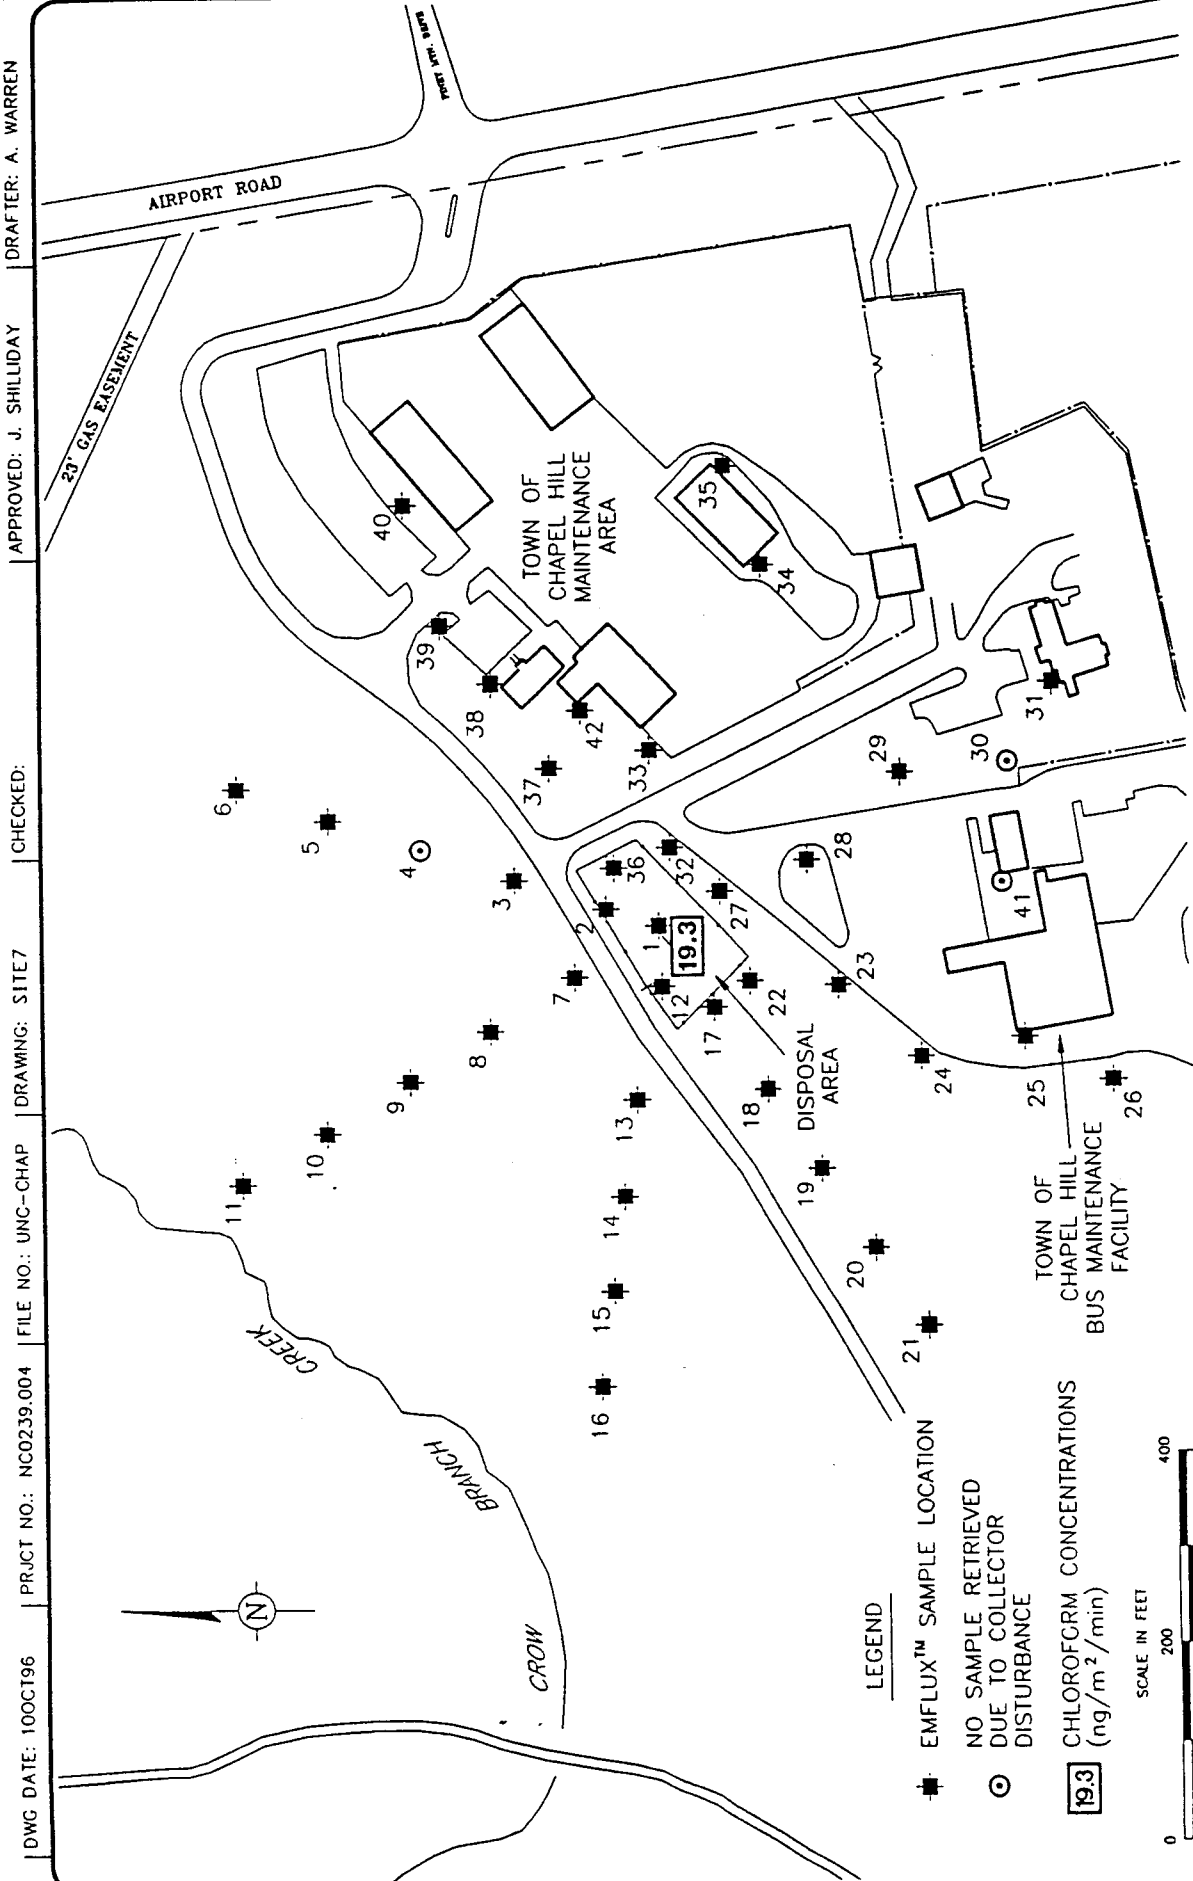 DWG DATE: 10OCT96
PRJCT NO.: NC0239.004
FILE NO.: UNC-CHAP
DRAWING: SITE7
CHECKED:
APPROVED: J. SHILLIDAY
DRAFTER: A. WARREN
AIRPORT ROAD
23' GAS EASEMENT
CROW
BRANCH
CREEK
N
TOWN OF
CHAPEL HILL
MAINTENANCE
AREA
DISPOSAL
AREA
TOWN OF
CHAPEL HILL
BUS MAINTENANCE
FACILITY
1
19.3
2
3
4
5
6
7
8
9
10
11
12
13
14
15
16
17
18
19
20
21
22
23
24
25
26
27
28
29
30
31
32
33
34
35
36
37
38
39
40
41
42
LEGEND
EMFLUX™ SAMPLE LOCATION
NO SAMPLE RETRIEVED
DUE TO COLLECTOR
DISTURBANCE
19.3 CHLOROFORM CONCENTRATIONS
(ng/m²/min)
SCALE IN FEET
0 200 400